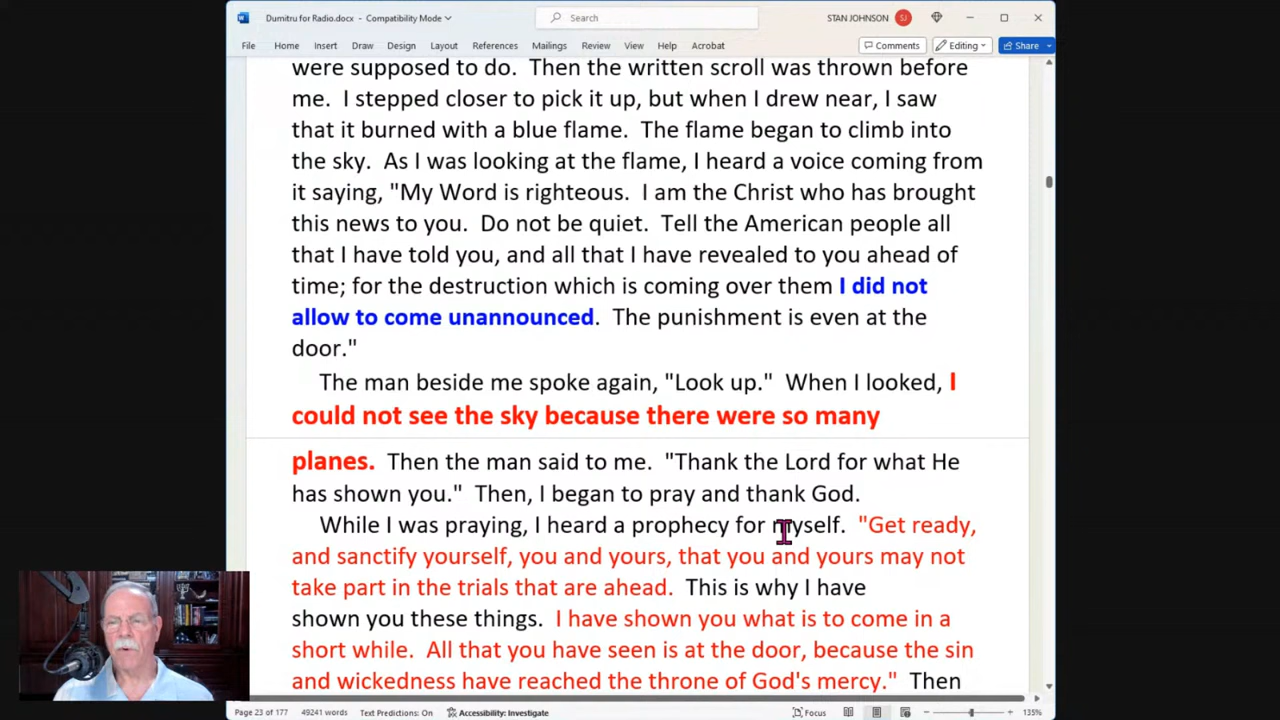 Dumitru for Radio.docx - Compatibility Mode
Search
STAN JOHNSON
SJ
File Home Insert Draw Design Layout References Mailings Review View Help Acrobat
Comments Editing Share
were supposed to do. Then the written scroll was thrown before
me. I stepped closer to pick it up, but when I drew near, I saw
that it burned with a blue flame. The flame began to climb into
the sky. As I was looking at the flame, I heard a voice coming from
it saying, "My Word is righteous. I am the Christ who has brought
this news to you. Do not be quiet. Tell the American people all
that I have told you, and all that I have revealed to you ahead of
time; for the destruction which is coming over them I did not
allow to come unannounced. The punishment is even at the
door."
The man beside me spoke again, "Look up." When I looked, I
could not see the sky because there were so many
planes. Then the man said to me. "Thank the Lord for what He
has shown you." Then, I began to pray and thank God.
While I was praying, I heard a prophecy for myself. "Get ready,
and sanctify yourself, you and yours, that you and yours may not
take part in the trials that are ahead. This is why I have
shown you these things. I have shown you what is to come in a
short while. All that you have seen is at the door, because the sin
and wickedness have reached the throne of God's mercy." Then
Page 23 of 177 49241 words Text Predictions: On Accessibility: Investigate Focus 135%